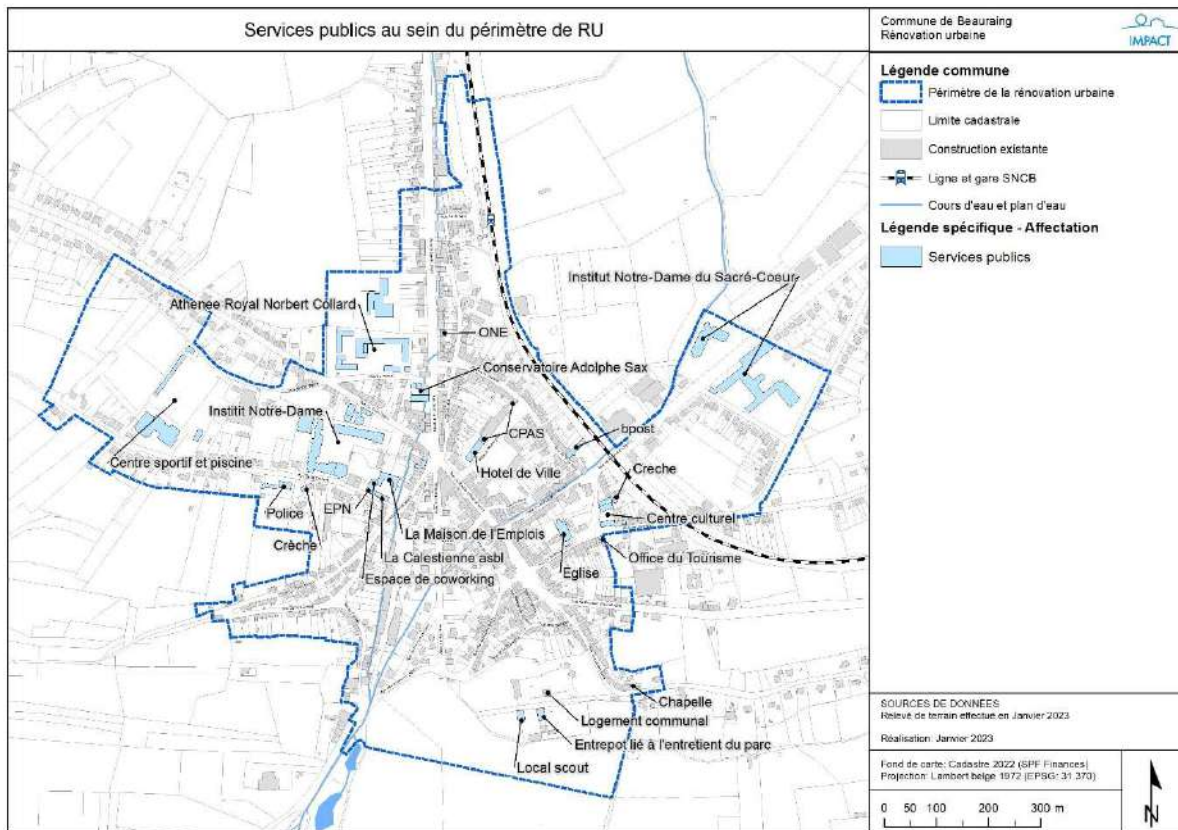 Services publics au sein du périmètre de RU
Commune de Beauraing
Rénovation urbaine
IMPACT
Légende commune
Périmètre de la rénovation urbaine
Limite cadastrale
Construction existante
Ligne et gare SNCB
Cours d'eau et plan d'eau
Légende spécifique - Affectation
Services publics
Institut Notre-Dame du Sacré-Coeur
Athenee Royal Norbert Collard
ONE
Conservatoire Adolphe Sax
Institit Notre-Dame
CPAS
bpost
Hotel de Ville
Centre sportif et piscine
Creche
Police
EPN
Centre culturel
La Maison de l'Emplois
Crèche
La Calestienne asbl
Office du Tourisme
Espace de coworking
Eglise
Chapelle
Logement communal
Entrepot lié à l'entretient du parc
Local scout
SOURCES DE DONNÉES
Relevé de terrain effectué en Janvier 2023
Réalisation: Janvier 2023
Fond de carte: Cadastre 2022 (SPF Finances)
Projection: Lambert belge 1972 (EPSG: 31 370)
0 50 100 200 300 m
N